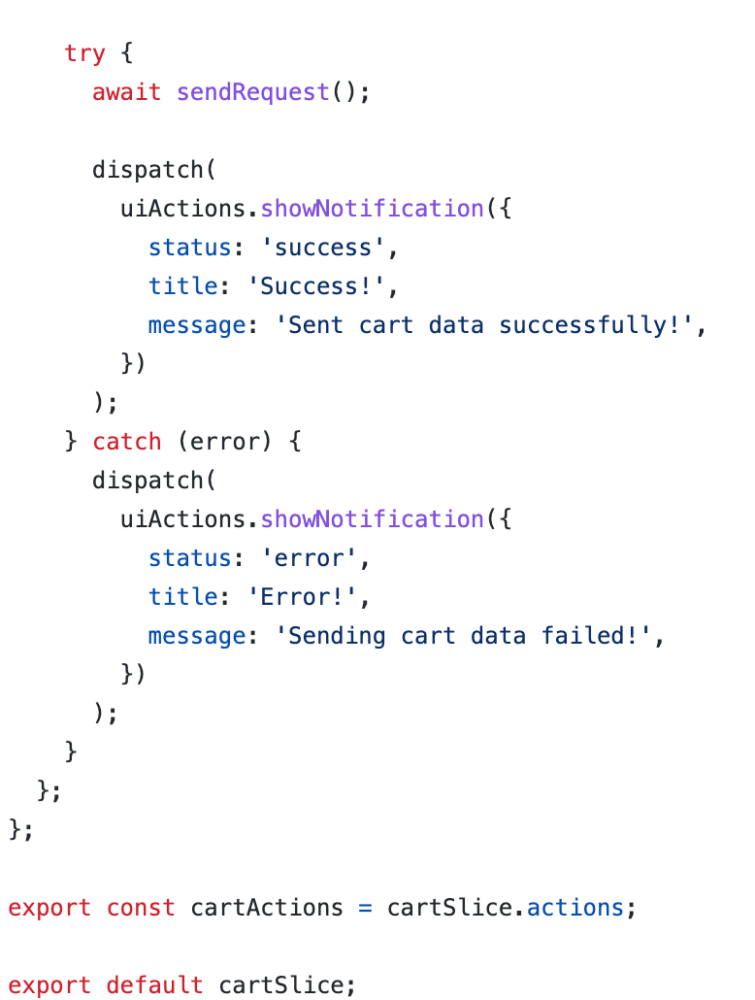 try {
await sendRequest();
dispatch(
uiActions.showNotification({
status: 'success',
title: 'Success!',
message: 'Sent cart data successfully!',
})
);
} catch (error) {
dispatch(
uiActions.showNotification({
status: 'error',
title: 'Error!',
message: 'Sending cart data failed!',
})
);
}
};
};
export const cartActions = cartSlice.actions;
export default cartSlice;